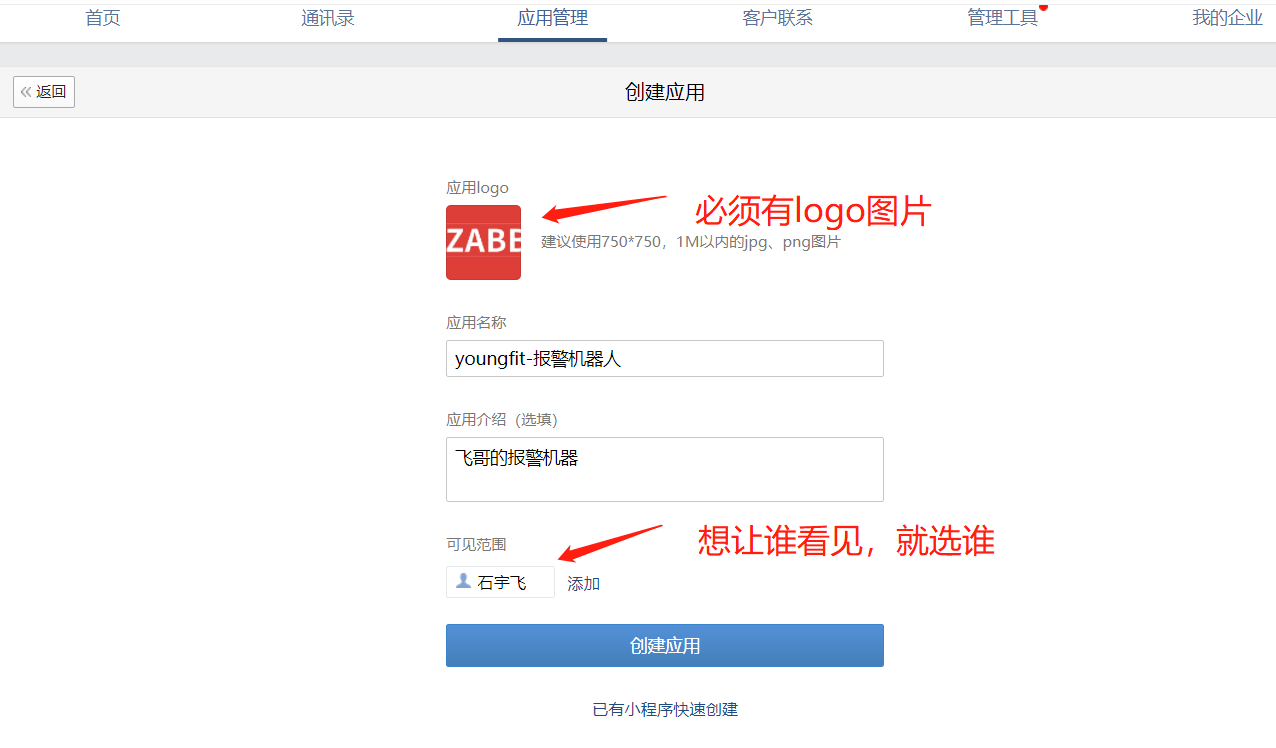 首页 通讯录 应用管理 客户联系 管理工具 我的企业
返回 创建应用
应用logo
必须有logo图片
ZABB
建议使用750*750，1M以内的jpg、png图片
应用名称
youngfit-报警机器人
应用介绍（选填）
飞哥的报警机器
可见范围
想让谁看见，就选谁
石宇飞 添加
创建应用
已有小程序快速创建